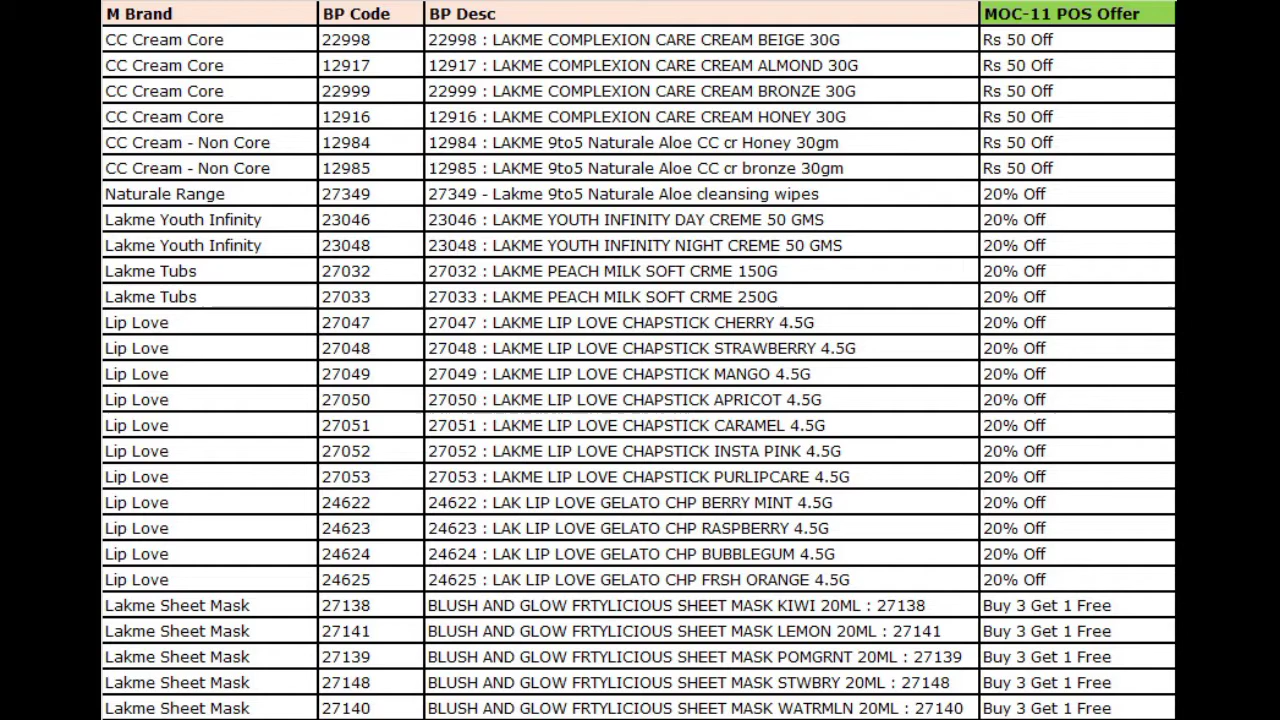 M Brand BP Code BP Desc MOC-11 POS Offer
CC Cream Core 22998 22998 : LAKME COMPLEXION CARE CREAM BEIGE 30G Rs 50 Off
CC Cream Core 12917 12917 : LAKME COMPLEXION CARE CREAM ALMOND 30G Rs 50 Off
CC Cream Core 22999 22999 : LAKME COMPLEXION CARE CREAM BRONZE 30G Rs 50 Off
CC Cream Core 12916 12916 : LAKME COMPLEXION CARE CREAM HONEY 30G Rs 50 Off
CC Cream - Non Core 12984 12984 : LAKME 9to5 Naturale Aloe CC cr Honey 30gm Rs 50 Off
CC Cream - Non Core 12985 12985 : LAKME 9to5 Naturale Aloe CC cr bronze 30gm Rs 50 Off
Naturale Range 27349 27349 - Lakme 9to5 Naturale Aloe cleansing wipes 20% Off
Lakme Youth Infinity 23046 23046 : LAKME YOUTH INFINITY DAY CREME 50 GMS 20% Off
Lakme Youth Infinity 23048 23048 : LAKME YOUTH INFINITY NIGHT CREME 50 GMS 20% Off
Lakme Tubs 27032 27032 : LAKME PEACH MILK SOFT CRME 150G 20% Off
Lakme Tubs 27033 27033 : LAKME PEACH MILK SOFT CRME 250G 20% Off
Lip Love 27047 27047 : LAKME LIP LOVE CHAPSTICK CHERRY 4.5G 20% Off
Lip Love 27048 27048 : LAKME LIP LOVE CHAPSTICK STRAWBERRY 4.5G 20% Off
Lip Love 27049 27049 : LAKME LIP LOVE CHAPSTICK MANGO 4.5G 20% Off
Lip Love 27050 27050 : LAKME LIP LOVE CHAPSTICK APRICOT 4.5G 20% Off
Lip Love 27051 27051 : LAKME LIP LOVE CHAPSTICK CARAMEL 4.5G 20% Off
Lip Love 27052 27052 : LAKME LIP LOVE CHAPSTICK INSTA PINK 4.5G 20% Off
Lip Love 27053 27053 : LAKME LIP LOVE CHAPSTICK PURLIPCARE 4.5G 20% Off
Lip Love 24622 24622 : LAK LIP LOVE GELATO CHP BERRY MINT 4.5G 20% Off
Lip Love 24623 24623 : LAK LIP LOVE GELATO CHP RASPBERRY 4.5G 20% Off
Lip Love 24624 24624 : LAK LIP LOVE GELATO CHP BUBBLEGUM 4.5G 20% Off
Lip Love 24625 24625 : LAK LIP LOVE GELATO CHP FRSH ORANGE 4.5G 20% Off
Lakme Sheet Mask 27138 BLUSH AND GLOW FRTYLICIOUS SHEET MASK KIWI 20ML : 27138 Buy 3 Get 1 Free
Lakme Sheet Mask 27141 BLUSH AND GLOW FRTYLICIOUS SHEET MASK LEMON 20ML : 27141 Buy 3 Get 1 Free
Lakme Sheet Mask 27139 BLUSH AND GLOW FRTYLICIOUS SHEET MASK POMGRNT 20ML : 27139 Buy 3 Get 1 Free
Lakme Sheet Mask 27148 BLUSH AND GLOW FRTYLICIOUS SHEET MASK STWBRY 20ML : 27148 Buy 3 Get 1 Free
Lakme Sheet Mask 27140 BLUSH AND GLOW FRTYLICIOUS SHEET MASK WATRMLN 20ML : 27140 Buy 3 Get 1 Free